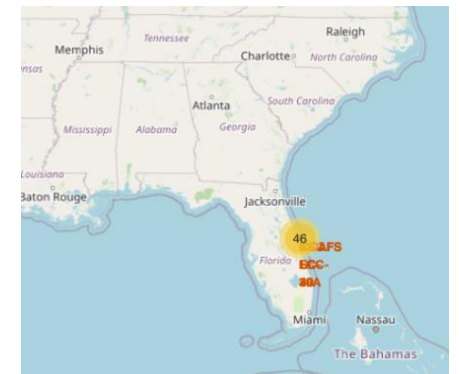 Raleigh
Tennessee
Memphis
Charlotte
North Carolina
Atlanta
South Carolina
Mississippi
Alabama
Georgia
Louisiana
Baton Rouge
Jacksonville
46
Florida
Miami
Nassau
The Bahamas